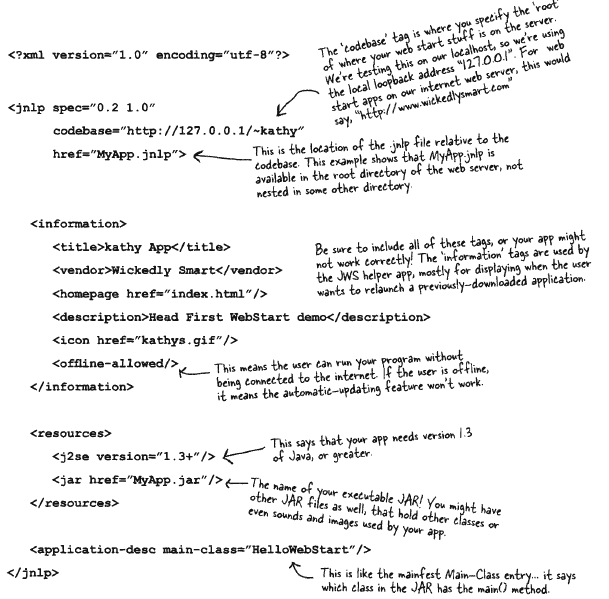 The 'codebase' tag is where you specify the 'root'
of where your web start stuff is on the server.
<?xml version="1.0" encoding="utf-8"?>
We're testing this on our localhost, so we're using
the local loopback address "127.0.0.1". For web
start apps on our internet web server, this would
say, "http://www.wickedlysmart.com"
<jnlp spec="0.2 1.0"
codebase="http://127.0.0.1/~kathy"
href="MyApp.jnlp">
This is the location of the .jnlp file relative to the
codebase. This example shows that MyApp.jnlp is
available in the root directory of the web server, not
nested in some other directory.
<information>
<title>kathy App</title>
<vendor>Wickedly Smart</vendor>
<homepage href="index.html"/>
<description>Head First WebStart demo</description>
<icon href="kathys.gif"/>
<offline-allowed/>
</information>
Be sure to include all of these tags, or your app might
not work correctly! The 'information' tags are used by
the JWS helper app, mostly for displaying when the user
wants to relaunch a previously-downloaded application.
This means the user can run your program without
being connected to the internet. If the user is offline,
it means the automatic-updating feature won't work.
<resources>
<j2se version="1.3+"/>
This says that your app needs version 1.3
of Java, or greater.
<jar href="MyApp.jar"/>
</resources>
The name of your executable JAR! You might have
other JAR files as well, that hold other classes or
even sounds and images used by your app.
<application-desc main-class="HelloWebStart"/>
</jnlp>
This is like the mainfest Main-Class entry... it says
which class in the JAR has the main() method.